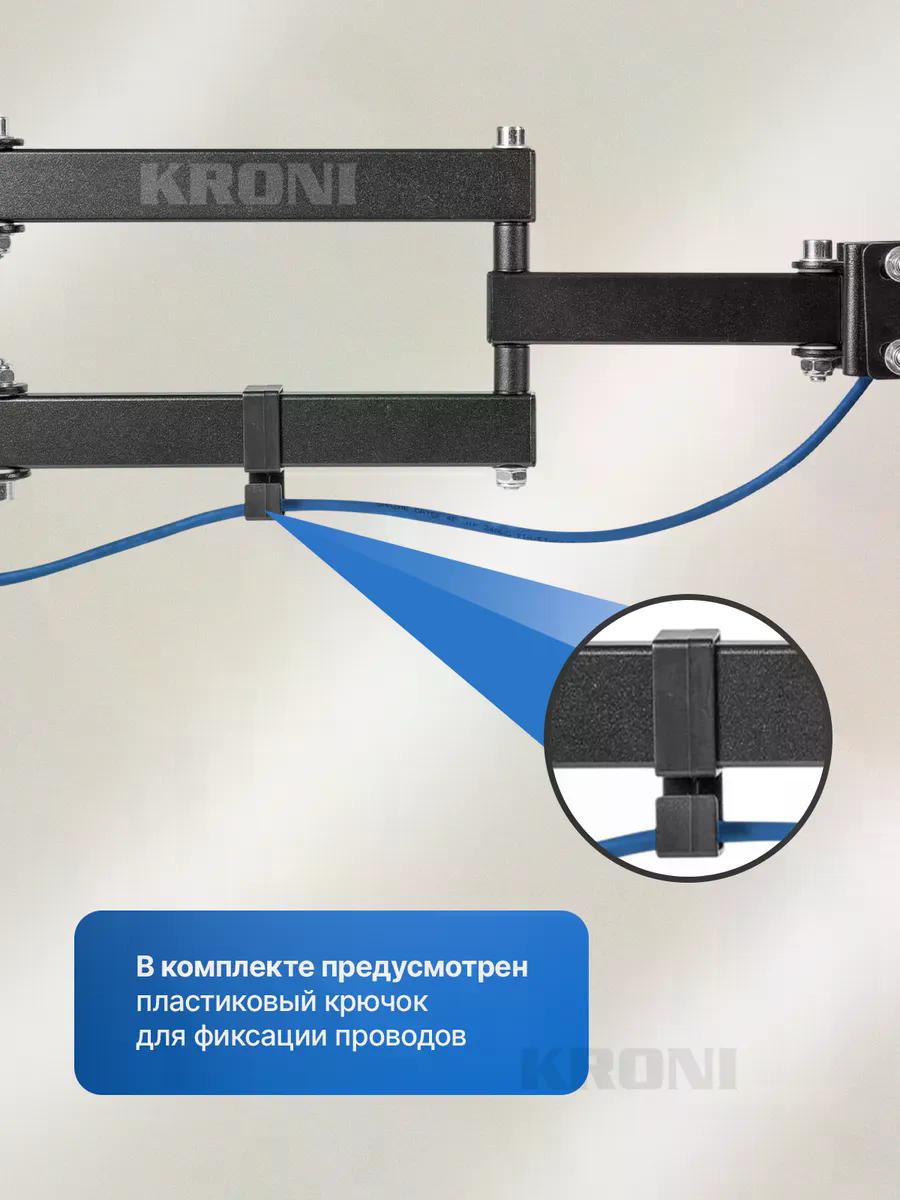 KRONI
В комплекте предусмотрен
пластиковый крючок
для фиксации проводов
KRONI